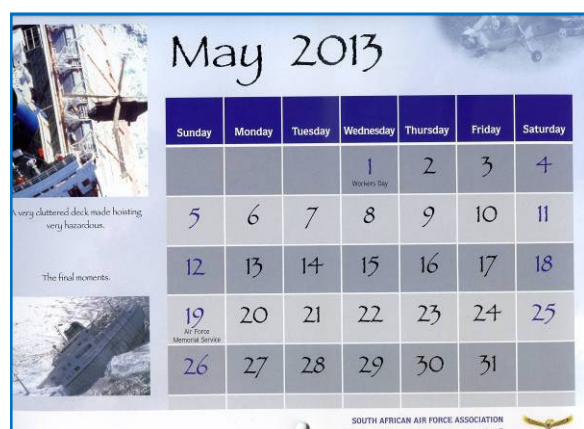 May 2013
Sunday Monday Tuesday Wednesday Thursday Friday Saturday
1 2 3 4
Workers Day
A very cluttered deck made hoisting
very hazardous.
5 6 7 8 9 10 11
The final moments.
12 13 14 15 16 17 18
19 20 21 22 23 24 25
Air Force
Memorial Service
26 27 28 29 30 31
SOUTH AFRICAN AIR FORCE ASSOCIATION